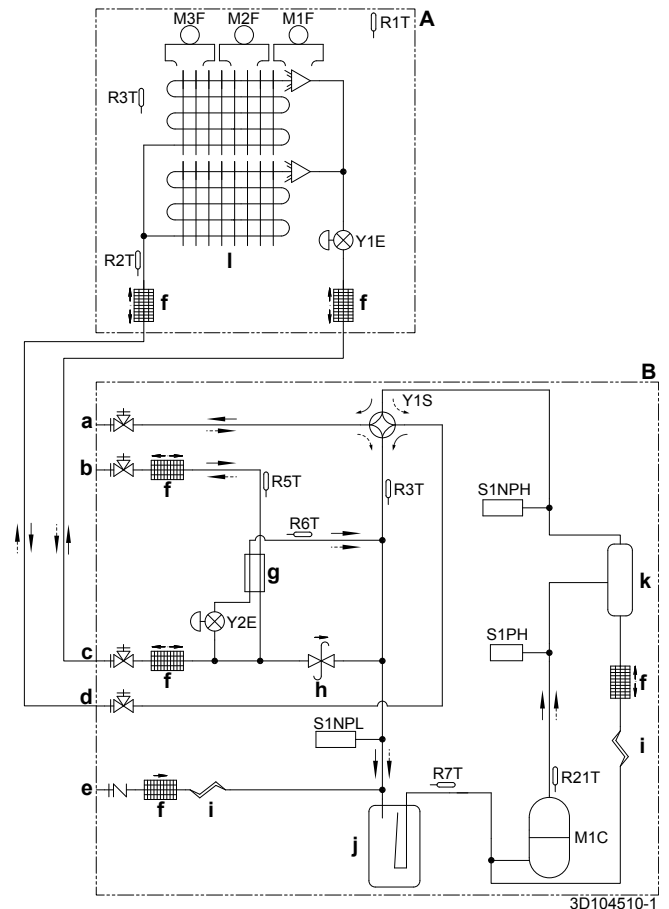 M3F M2F M1F
R1T
A
R3T
Y1E
R2T
l
f
f
B
Y1S
a
b
f
R5T
R3T
S1NPH
R6T
g
k
Y2E
S1PH
c
f
h
f
d
S1NPL
i
R7T
R21T
e
f
i
j
M1C
3D104510-1